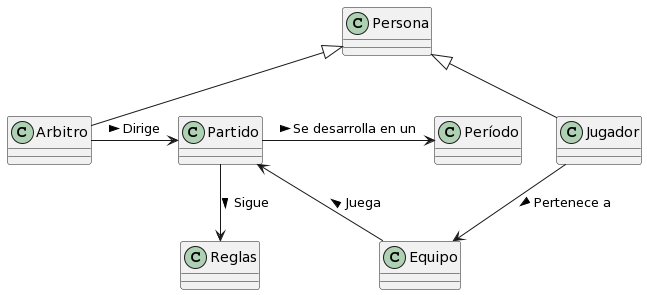 C Persona
C Arbitro
Dirige
C Partido
Se desarrolla en un
C Período
C Jugador
Sigue
Juega
Pertenece a
C Reglas
C Equipo